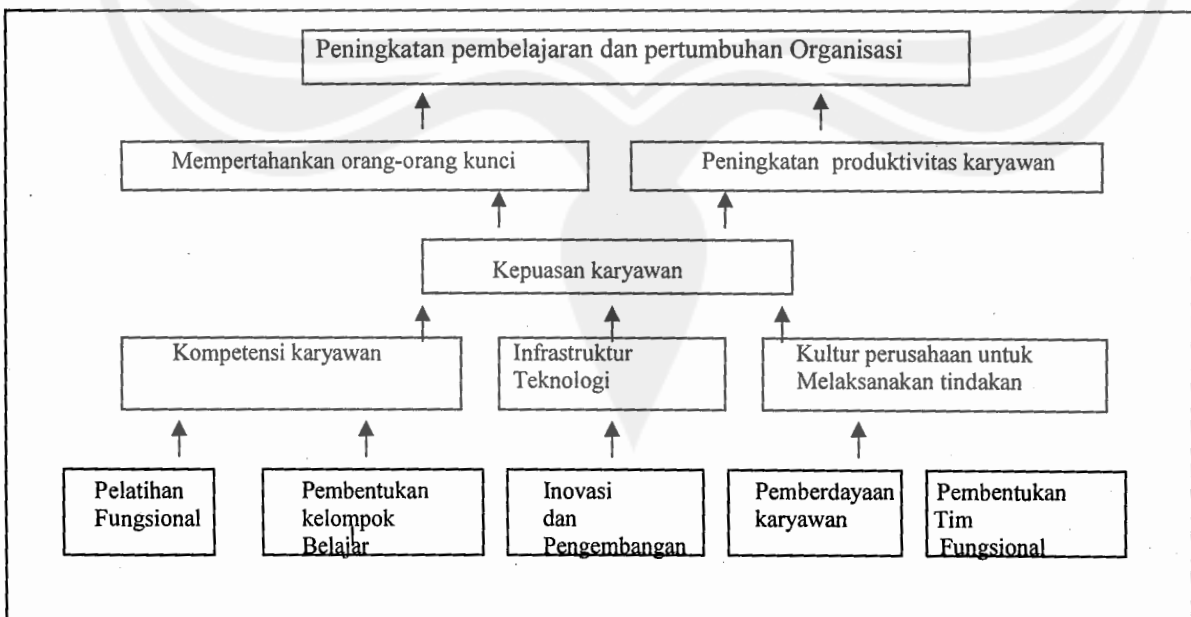 Peningkatan pembelajaran dan pertumbuhan Organisasi
Mempertahankan orang-orang kunci
Peningkatan produktivitas karyawan
Kepuasan karyawan
Kompetensi karyawan
Infrastruktur
Teknologi
Kultur perusahaan untuk
Melaksanakan tindakan
Pelatihan
Fungsional
Pembentukan
kelompok
Belajar
Inovasi
dan
Pengembangan
Pemberdayaan
karyawan
Pembentukan
Tim
Fungsional